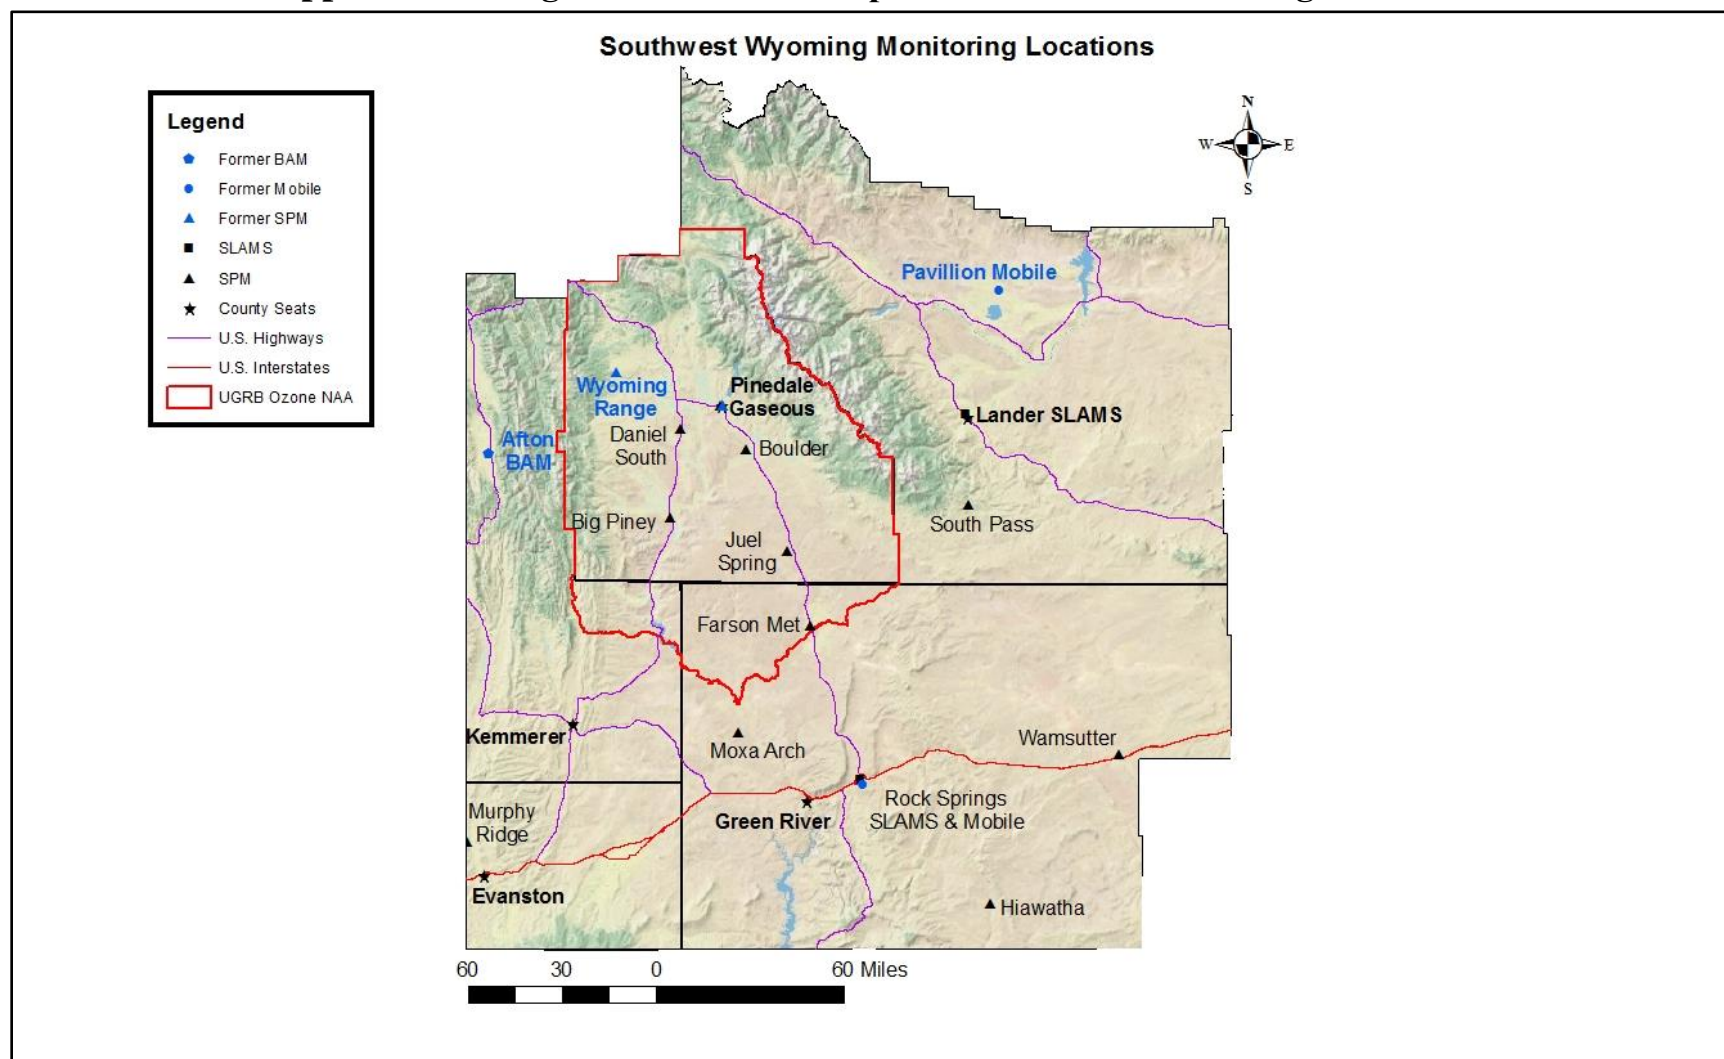 Southwest Wyoming Monitoring Locations
Legend
Former BAM
Former Mobile
Former SPM
SLAMS
SPM
County Seats
U.S. Highways
U.S. Interstates
UGRB Ozone NAA
N
W
E
S
Pavillion Mobile
Wyoming
Range
Pinedale
Gaseous
Lander SLAMS
Daniel
South
Boulder
Afton
BAM
Big Piney
South Pass
Juel
Spring
Farson Met
Kemmerer
Moxa Arch
Wamsutter
Murphy
Ridge
Green River
Rock Springs
SLAMS & Mobile
Evanston
Hiawatha
60 30 0 60 Miles